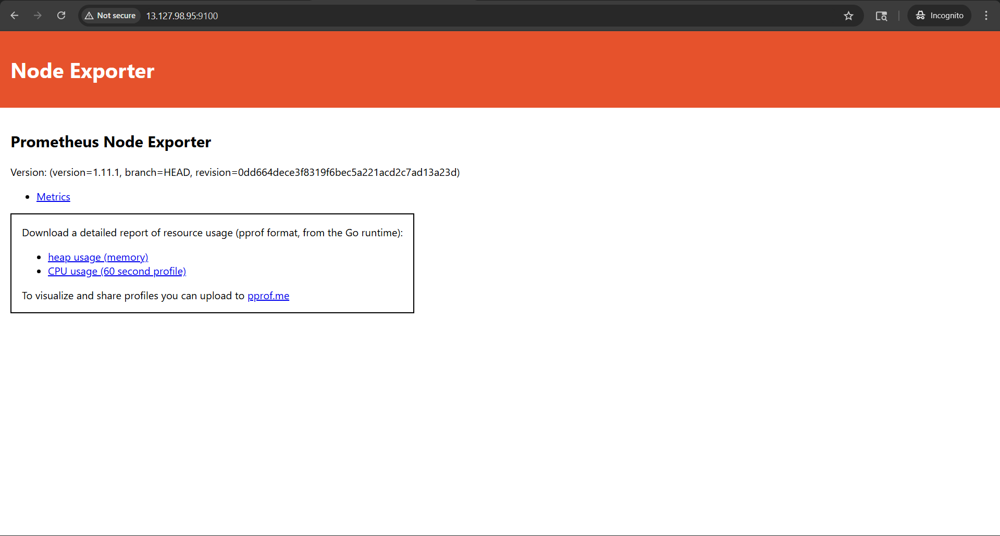 Not secure 13.127.98.95:9100 Incognito
Node Exporter
Prometheus Node Exporter
Version: (version=1.11.1, branch=HEAD, revision=0dd664dece3f8319f6bec5a221acd2c7ad13a23d)
Metrics
Download a detailed report of resource usage (pprof format, from the Go runtime):
heap usage (memory)
CPU usage (60 second profile)
To visualize and share profiles you can upload to pprof.me